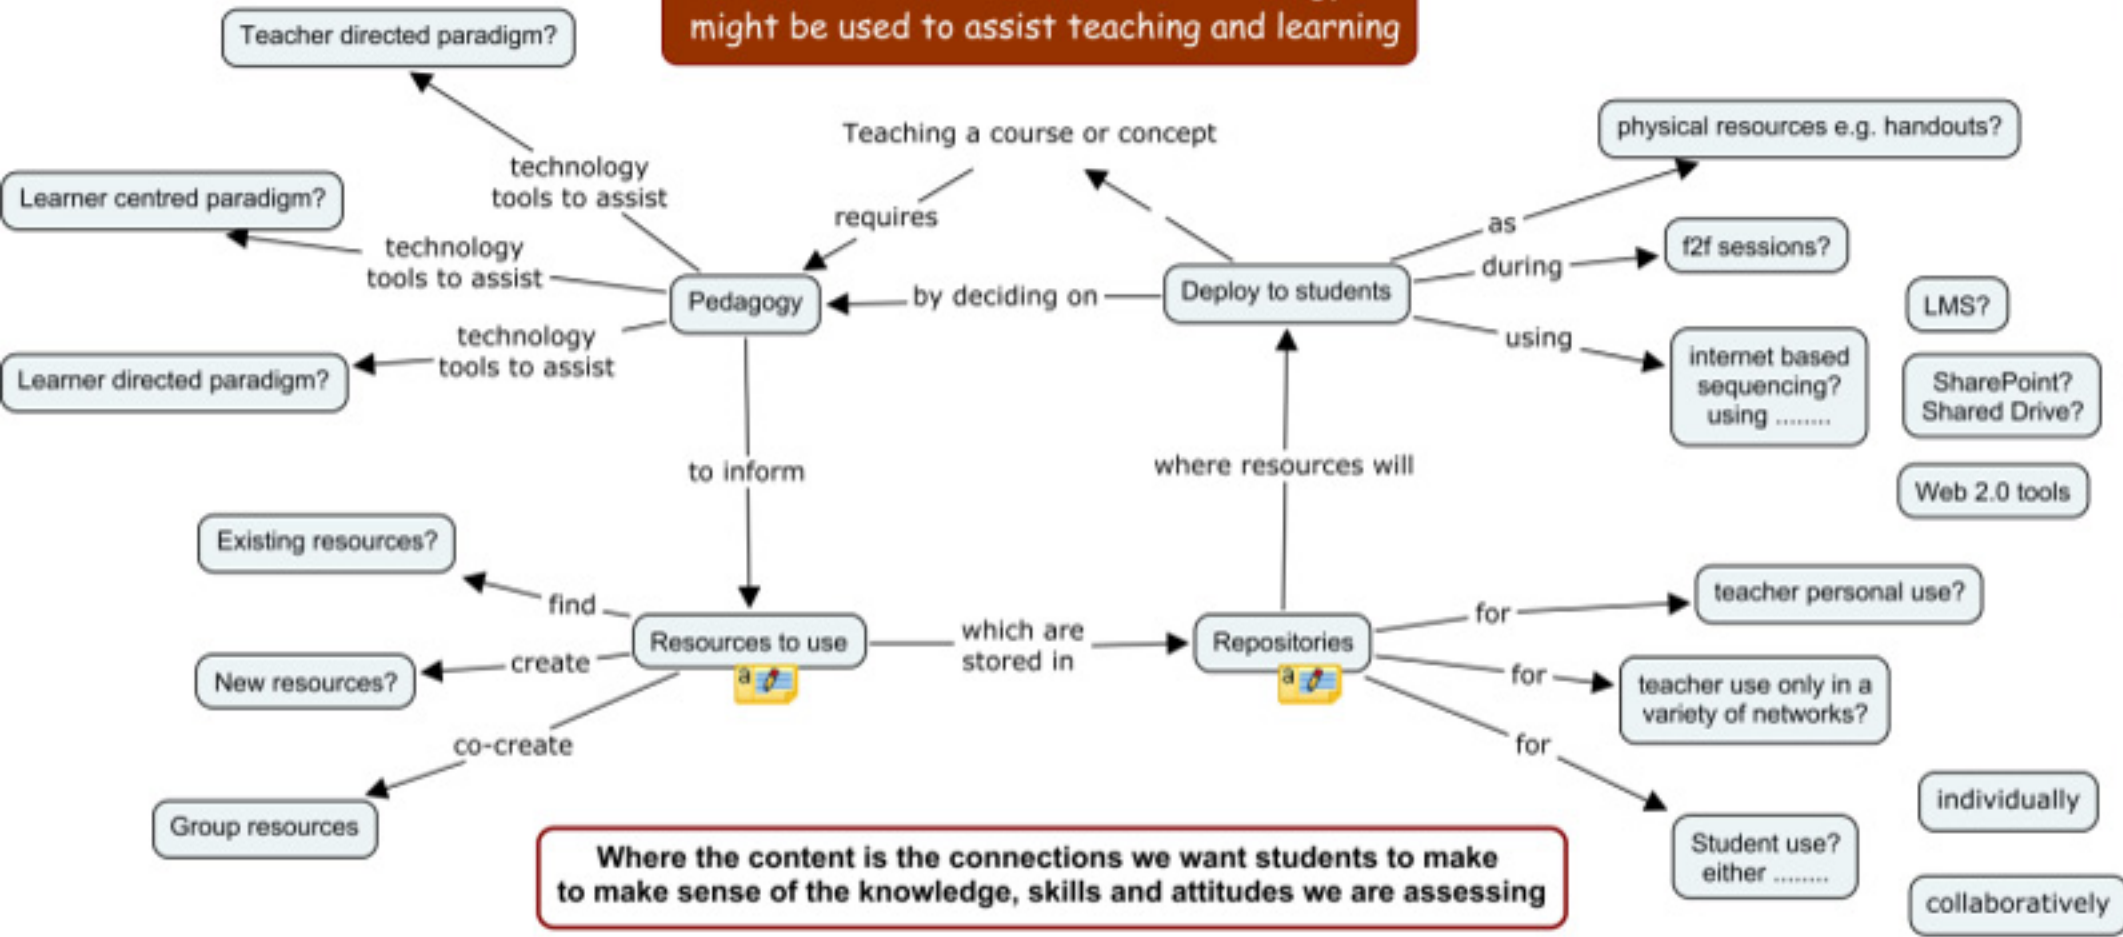 might be used to assist teaching and learning
Teacher directed paradigm?
technology
tools to assist
Learner centred paradigm?
technology
tools to assist
Learner directed paradigm?
technology
tools to assist
Teaching a course or concept
requires
Pedagogy
by deciding on
Deploy to students
as
physical resources e.g. handouts?
during
f2f sessions?
using
internet based
sequencing?
using ........
LMS?
SharePoint?
Shared Drive?
Web 2.0 tools
to inform
where resources will
Existing resources?
find
New resources?
create
Group resources
co-create
Resources to use
a
which are
stored in
Repositories
a
for
teacher personal use?
for
teacher use only in a
variety of networks?
for
Student use?
either ........
individually
collaboratively
Where the content is the connections we want students to make
to make sense of the knowledge, skills and attitudes we are assessing